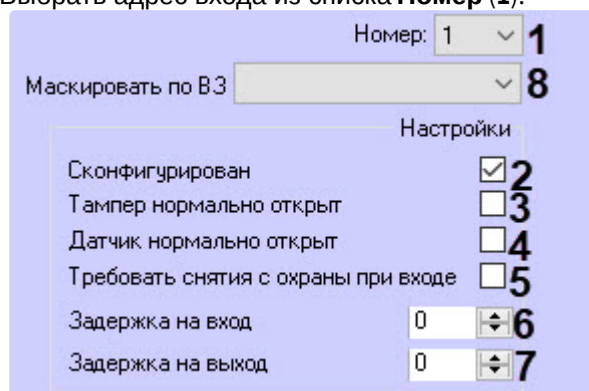 Выбрать адрес входа из списка Номер (1).
Номер: 1 1
Маскировать по ВЗ 8
Настройки
Сконфигурирован 2
Тампер нормально открыт 3
Датчик нормально открыт 4
Требовать снятия с охраны при входе 5
Задержка на вход 0 6
Задержка на выход 0 7